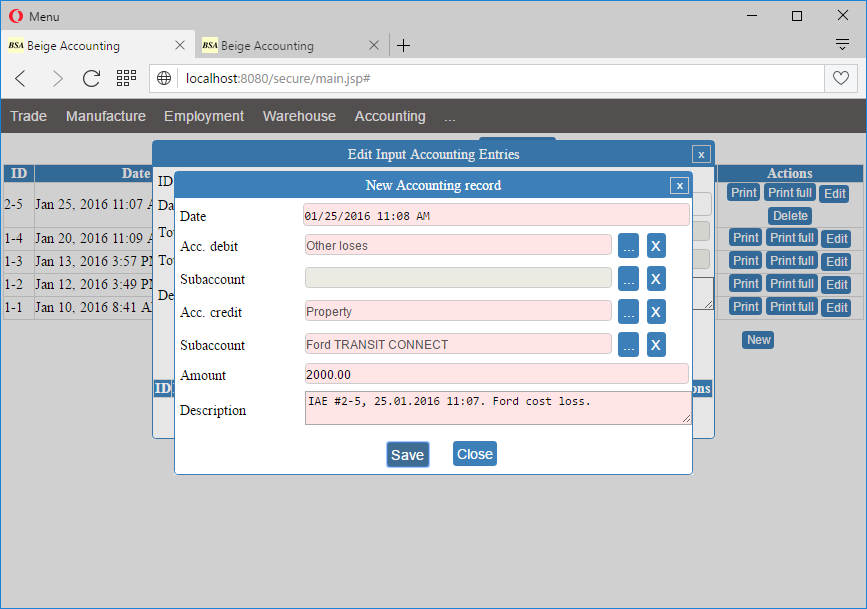 Menu
BSA Beige Accounting
BSA Beige Accounting
localhost:8080/secure/main.jsp#
Trade Manufacture Employment Warehouse Accounting ...
Edit Input Accounting Entries x
ID Date Actions
ID
New Accounting record x
2-5 Jan 25, 2016 11:07 Print Print full Edit
Delete
1-4 Jan 20, 2016 11:09 Print Print full Edit
1-3 Jan 13, 2016 3:57 Print Print full Edit
1-2 Jan 12, 2016 3:49 Print Print full Edit
1-1 Jan 10, 2016 8:41 Print Print full Edit
New
Date 01/25/2016 11:08 AM
Acc. debit Other loses ... X
Subaccount ... X
Acc. credit Property ... X
Subaccount Ford TRANSIT CONNECT ... X
Amount 2000.00
ID
Description IAE #2-5, 25.01.2016 11:07. Ford cost loss.
Save Close